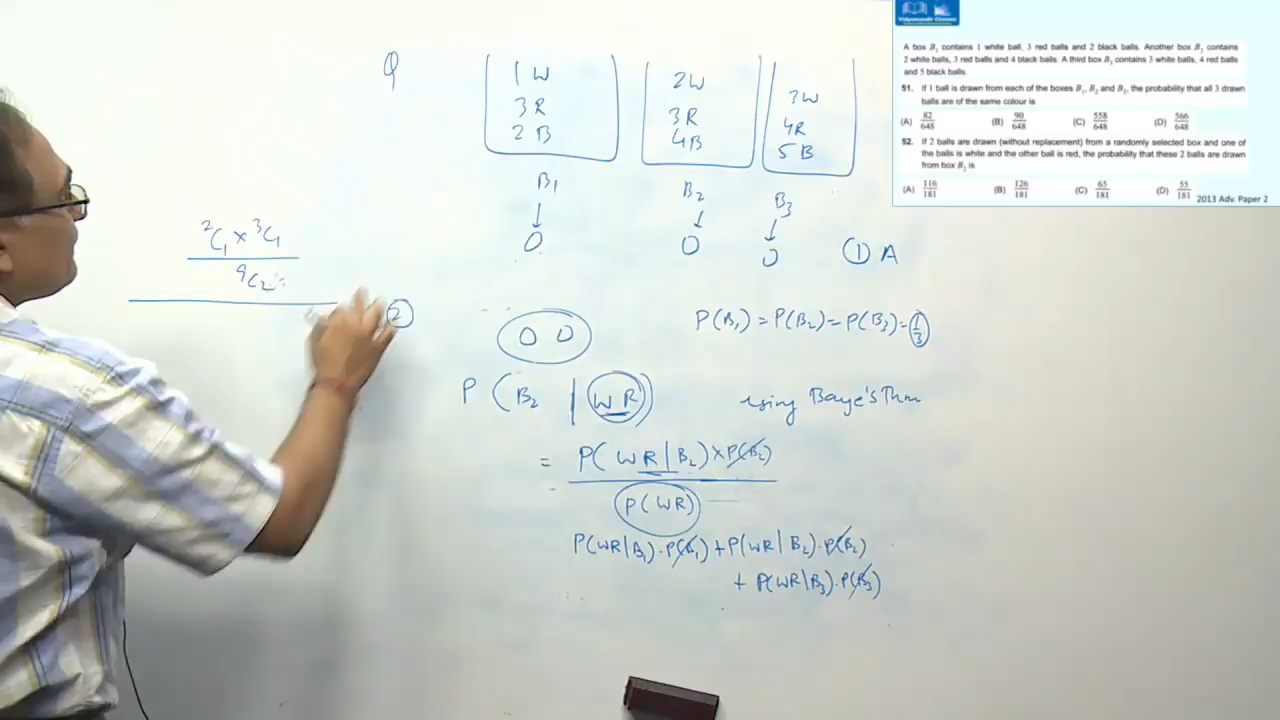 Vidyamandir Classes
A box B₁ contains 1 white ball, 3 red balls and 2 black balls. Another box B₂ contains
2 white balls, 3 red balls and 4 black balls. A third box B₃ contains 3 white balls, 4 red balls
and 5 black balls.
51. If 1 ball is drawn from each of the boxes B₁, B₂ and B₃, the probability that all 3 drawn
balls are of the same colour is
(A) 82/648 (B) 90/648 (C) 558/648 (D) 566/648
52. If 2 balls are drawn (without replacement) from a randomly selected box and one of
the balls is white and the other ball is red, the probability that these 2 balls are drawn
from box B₂ is
(A) 116/181 (B) 126/181 (C) 65/181 (D) 55/181
2013 Adv. Paper 2
Q
1 W
3R
2 B
2W
3R
4B
3W
4R
5 B
B₁ B₂ B₃
↓ ↓ ↓
O O O
① A
²C₁ × ³C₁
⁹C₂
②
O O
P(B₁) = P(B₂) = P(B₃) = 1/3
P (B₂ | WR)
using Baye's Thm
= P( WR | B₂) × P(B₂)
P( WR)
P(WR|B₁) · P(B₁) + P(WR | B₂) · P(B₂)
+ P(WR|B₃) · P(B₃)